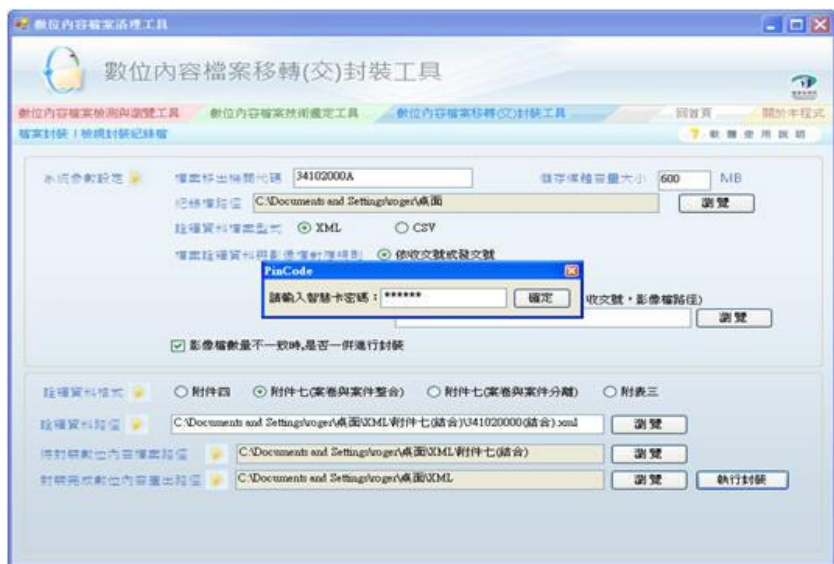 數位內容檔案清理工具
數位內容檔案移轉(交)封裝工具
數位內容檔案檢測與瀏覽工具 數位內容檔案技術鑑定工具 數位內容檔案移轉(交)封裝工具 回首頁 關於本程式
檔案封裝 | 檢視封裝紀錄檔 ? 軟體使用說明
系統參數設定 檔案移出機關代碼 34102000A 儲存媒體容量大小 600 MB
紀錄檔路徑 C:\Documents and Settings\roger\桌面 瀏覽
詮釋資料檔案型式 XML CSV
檔案詮釋資料與影像檔對應規則 依收文號或發文號
PinCode
請輸入智慧卡密碼： ****** 確定
收文號，影像檔路徑)
瀏覽
影像檔數量不一致時,是否一併進行封裝
詮釋資料格式 附件四 附件七(案卷與案件整合) 附件七(案卷與案件分離) 附表三
詮釋資料路徑 C:\Documents and Settings\roger\桌面\XML\附件七(結合)\341020000(結合).xml 瀏覽
待封裝數位內容檔案路徑 C:\Documents and Settings\roger\桌面\XML\附件七(結合) 瀏覽
封裝完成數位內容匯出路徑 C:\Documents and Settings\roger\桌面\XML 瀏覽 執行封裝